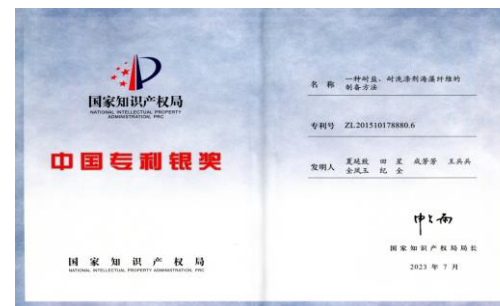 国家知识产权局
NATIONAL INTELLECTUAL PROPERTY ADMINISTRATION, PRC
中国专利银奖
国家知识产权局
NATIONAL INTELLECTUAL PROPERTY ADMINISTRATION, PRC
名 称 一种耐盐、耐洗涤剂海藻纤维的
制备方法
专利号 ZL201510178880.6
发明人 夏延致 田 星 成芳芳 王兵兵
全凤玉 纪 全
国家知识产权局局长
2023 年 7 月